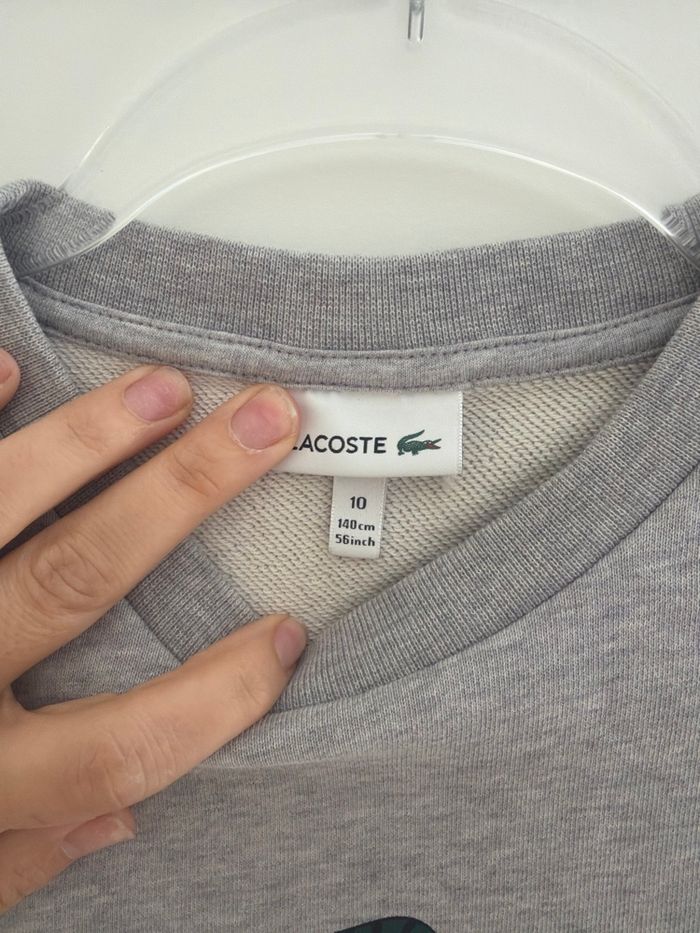 LACOSTE
10
140cm
56inch